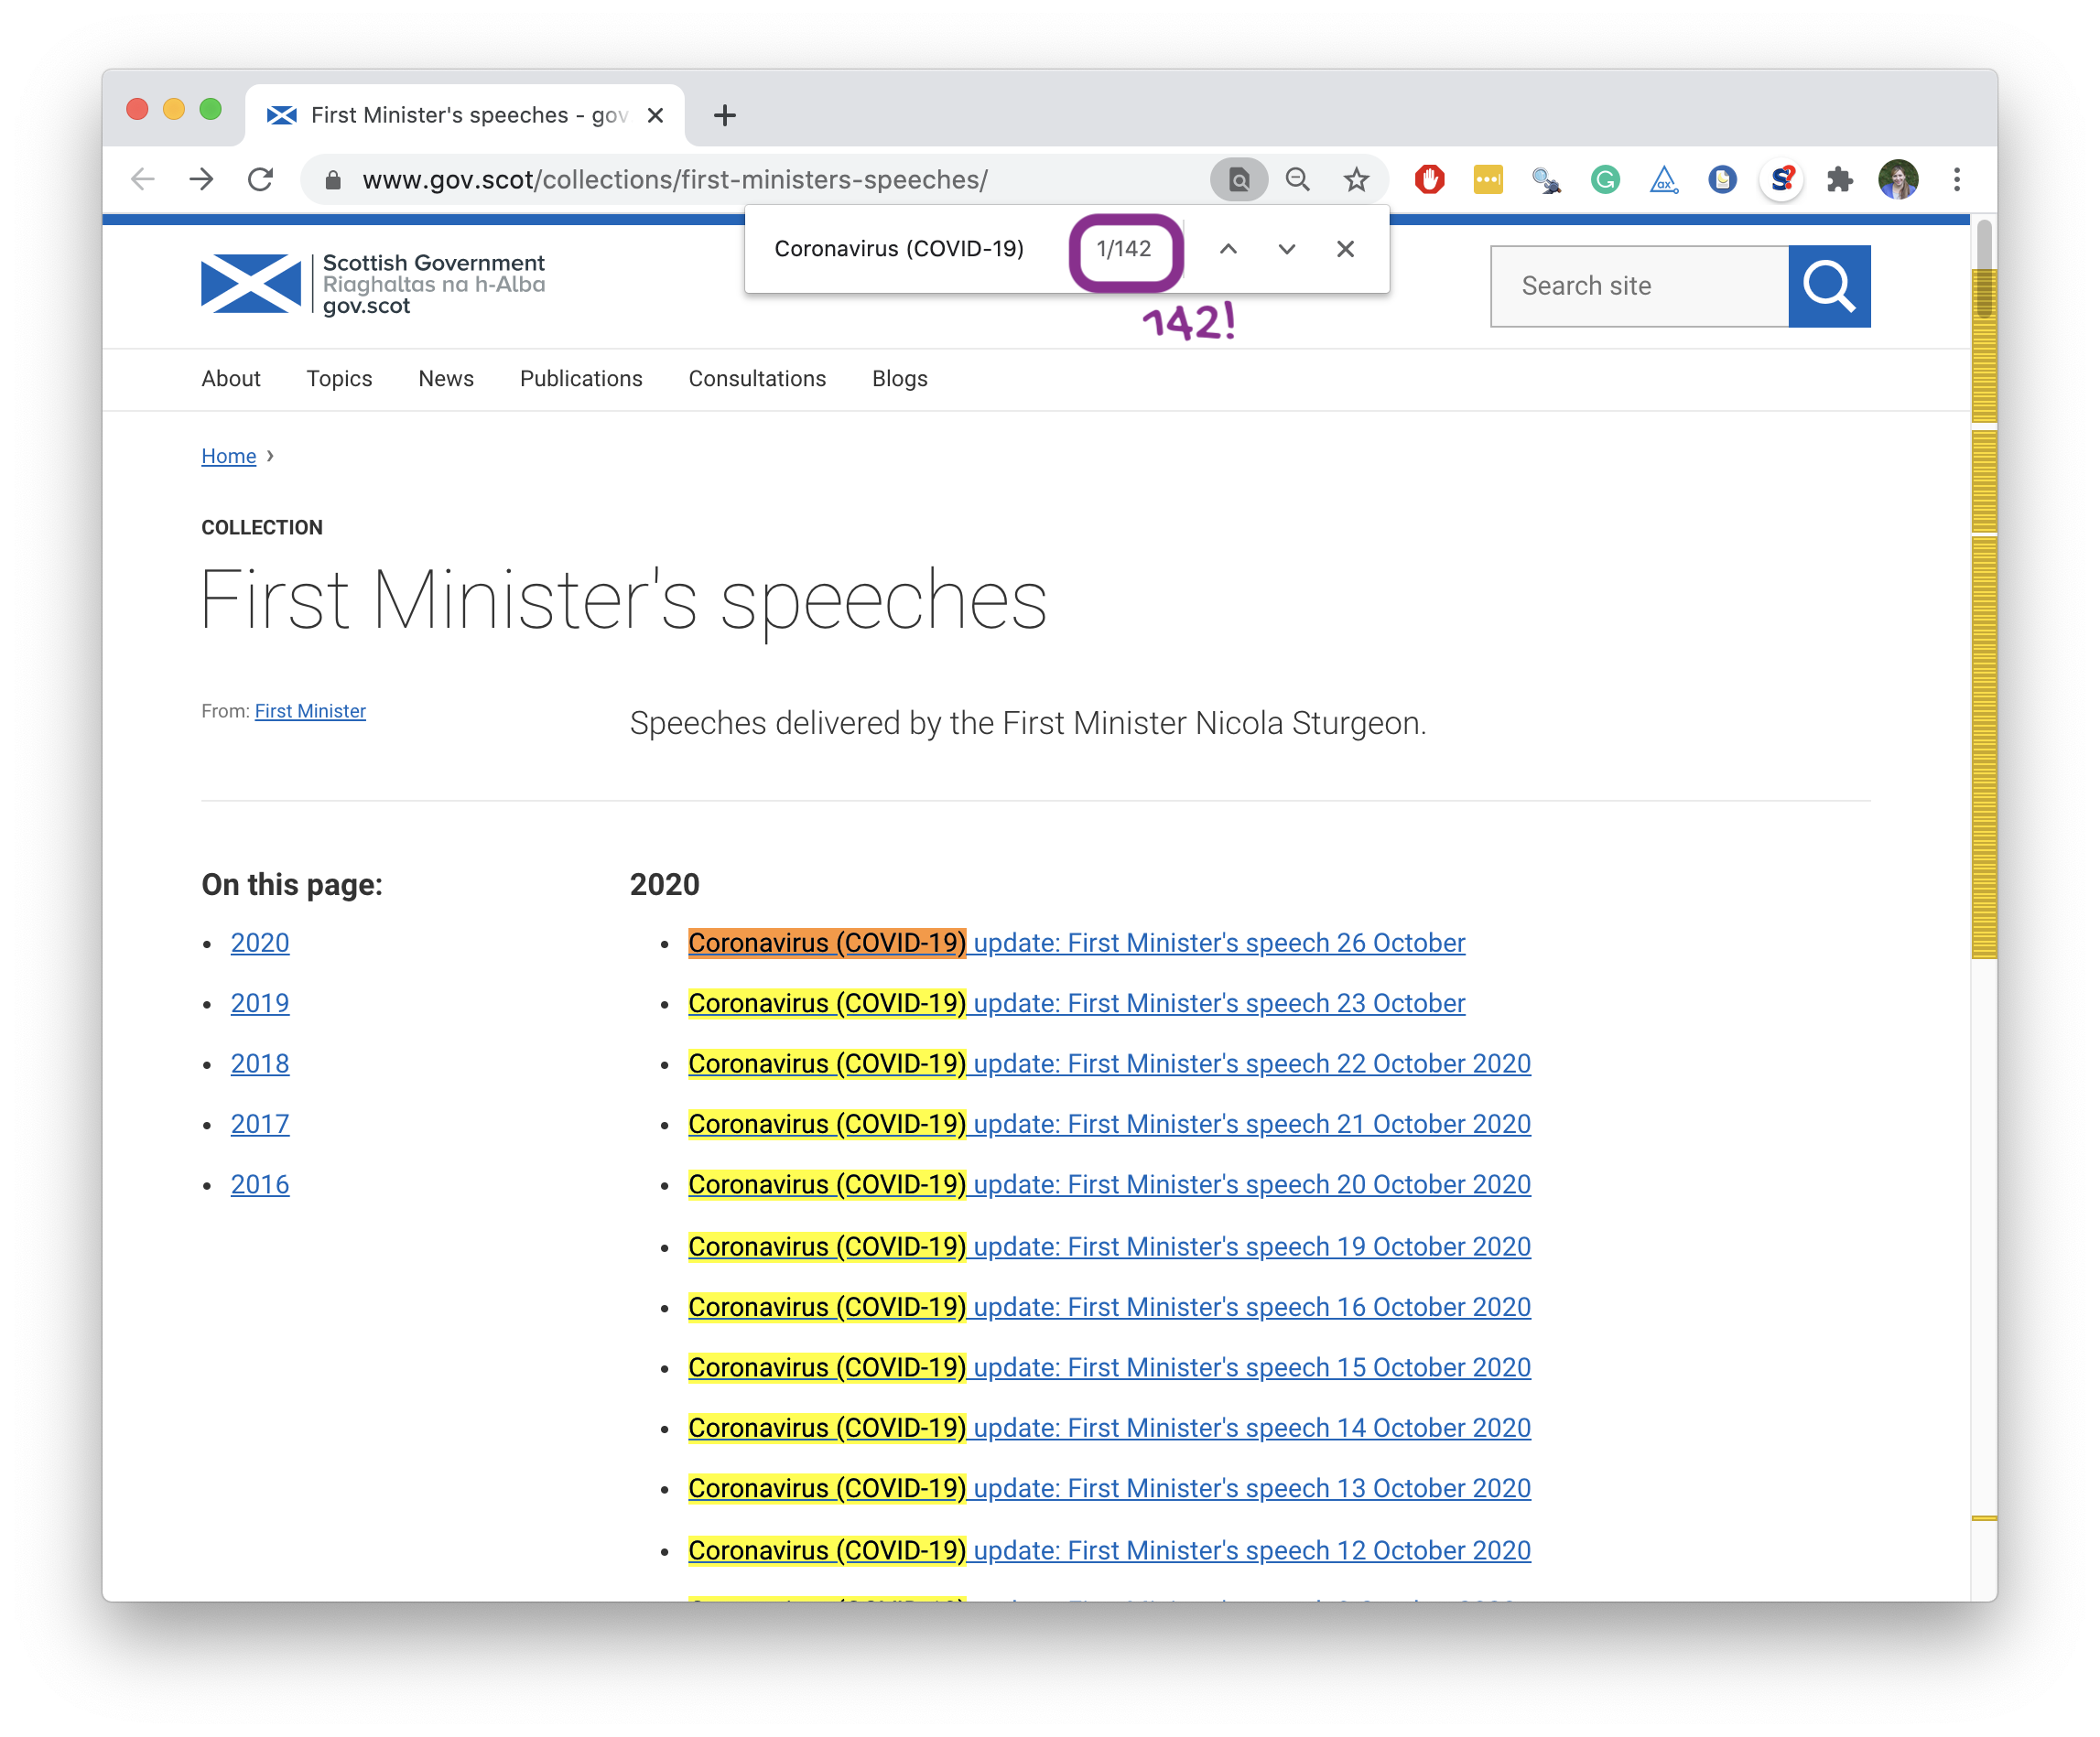 First Minister's speeches - gov
www.gov.scot/collections/first-ministers-speeches/
Coronavirus (COVID-19) 1/142
142!
Scottish Government
Riaghaltas na h-Alba
gov.scot
Search site
About Topics News Publications Consultations Blogs
Home ›
COLLECTION
First Minister's speeches
From: First Minister
Speeches delivered by the First Minister Nicola Sturgeon.
On this page:
2020
2019
2018
2017
2016
2020
Coronavirus (COVID-19) update: First Minister's speech 26 October
Coronavirus (COVID-19) update: First Minister's speech 23 October
Coronavirus (COVID-19) update: First Minister's speech 22 October 2020
Coronavirus (COVID-19) update: First Minister's speech 21 October 2020
Coronavirus (COVID-19) update: First Minister's speech 20 October 2020
Coronavirus (COVID-19) update: First Minister's speech 19 October 2020
Coronavirus (COVID-19) update: First Minister's speech 16 October 2020
Coronavirus (COVID-19) update: First Minister's speech 15 October 2020
Coronavirus (COVID-19) update: First Minister's speech 14 October 2020
Coronavirus (COVID-19) update: First Minister's speech 13 October 2020
Coronavirus (COVID-19) update: First Minister's speech 12 October 2020